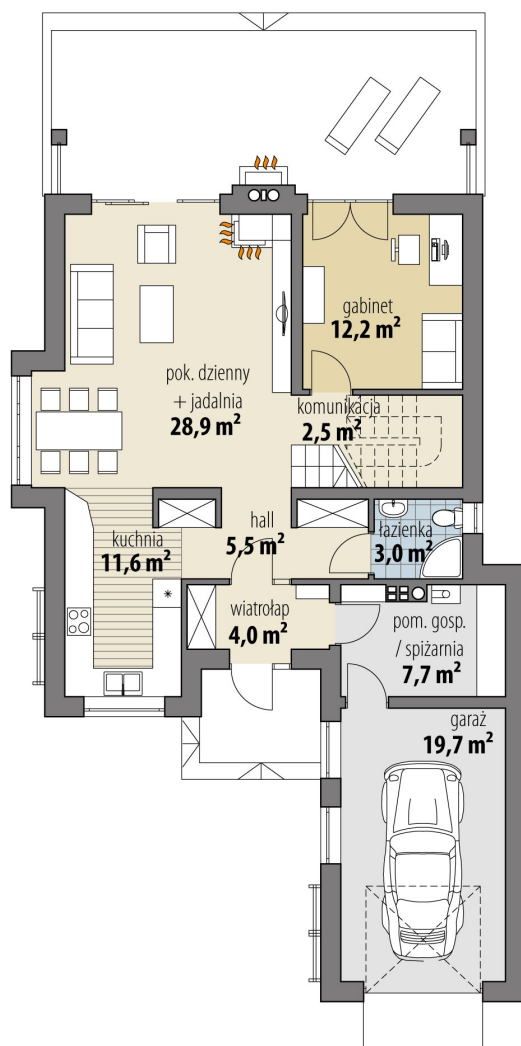 gabinet
12,2 m²
pok. dzienny
+ jadalnia
28,9 m²
komunikacja
2,5 m²
kuchnia
11,6 m²
hall
5,5 m²
łazienka
3,0 m²
wiatrołap
4,0 m²
pom. gosp.
/ spiżarnia
7,7 m²
garaż
19,7 m²